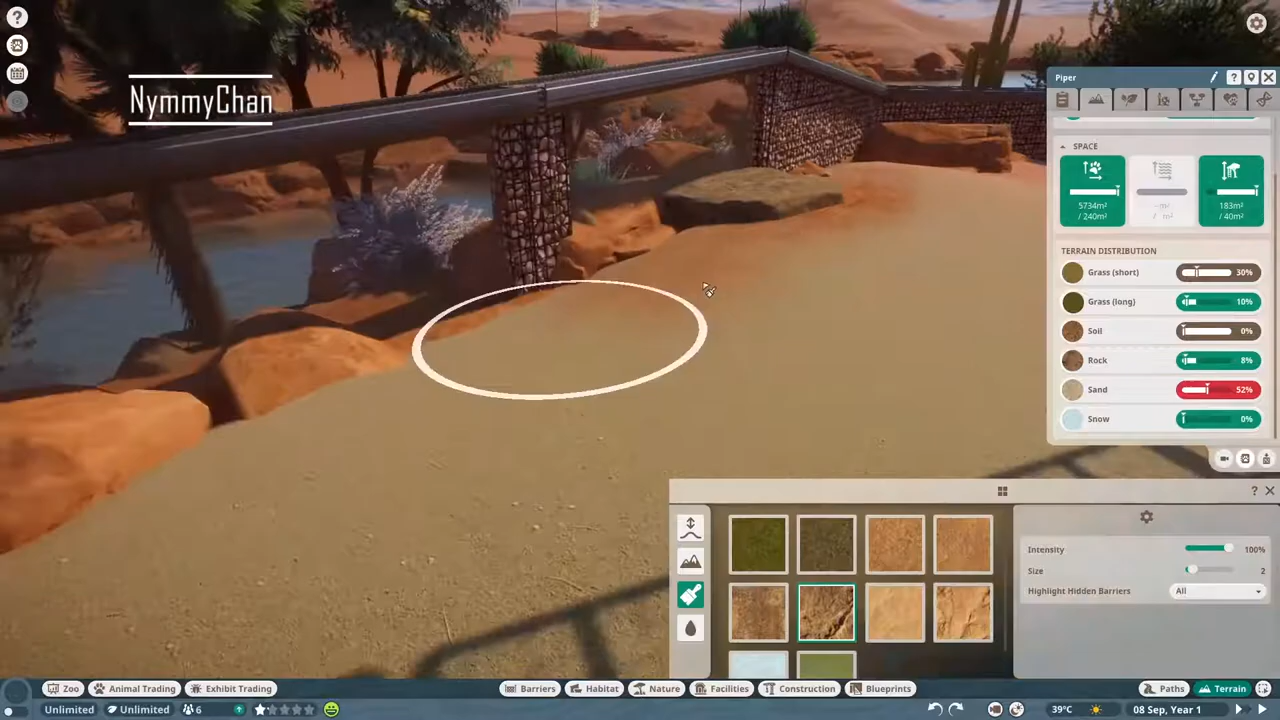 ?
NymmyChan
Piper
?
SPACE
5734m²
/ 240m²
- m²
/ m²
183m²
/ 40m²
TERRAIN DISTRIBUTION
Grass (short) 30%
Grass (long) 10%
Soil 0%
Rock 8%
Sand 52%
Snow 0%
?
Intensity 100%
Size 2
Highlight Hidden Barriers All
Zoo Animal Trading Exhibit Trading Barriers Habitat Nature Facilities Construction Blueprints Paths Terrain
Unlimited Unlimited 6 39°C 08 Sep, Year 1